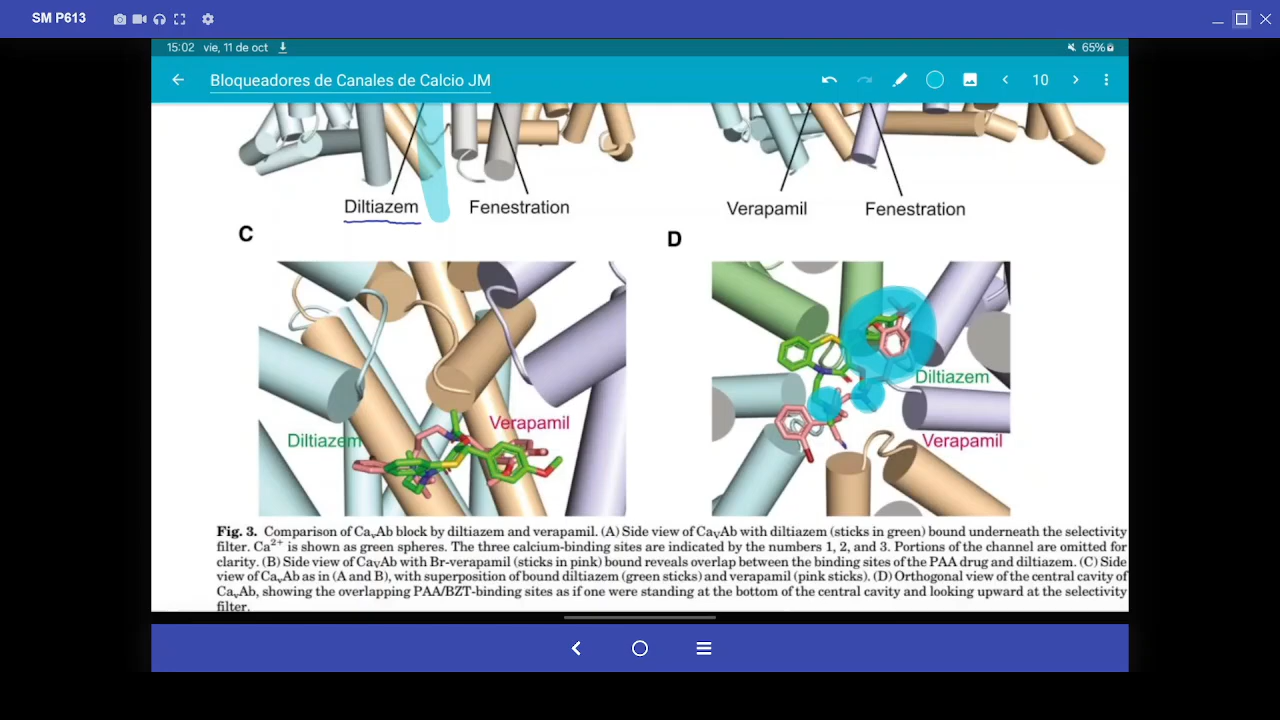 SM P613
15:02 vie, 11 de oct
65%
Bloqueadores de Canales de Calcio JM
10
Diltiazem
Fenestration
Verapamil
Fenestration
C
D
Verapamil
Diltiazem
Diltiazem
Verapamil
Fig. 3. Comparison of CaᵥAb block by diltiazem and verapamil. (A) Side view of CaᵥAb with diltiazem (sticks in green) bound underneath the selectivity
filter. Ca²⁺ is shown as green spheres. The three calcium-binding sites are indicated by the numbers 1, 2, and 3. Portions of the channel are omitted for
clarity. (B) Side view of CaᵥAb with Br-verapamil (sticks in pink) bound reveals overlap between the binding sites of the PAA drug and diltiazem. (C) Side
view of CaᵥAb as in (A and B), with superposition of bound diltiazem (green sticks) and verapamil (pink sticks). (D) Orthogonal view of the central cavity of
CaᵥAb, showing the overlapping PAA/BZT-binding sites as if one were standing at the bottom of the central cavity and looking upward at the selectivity
filter.